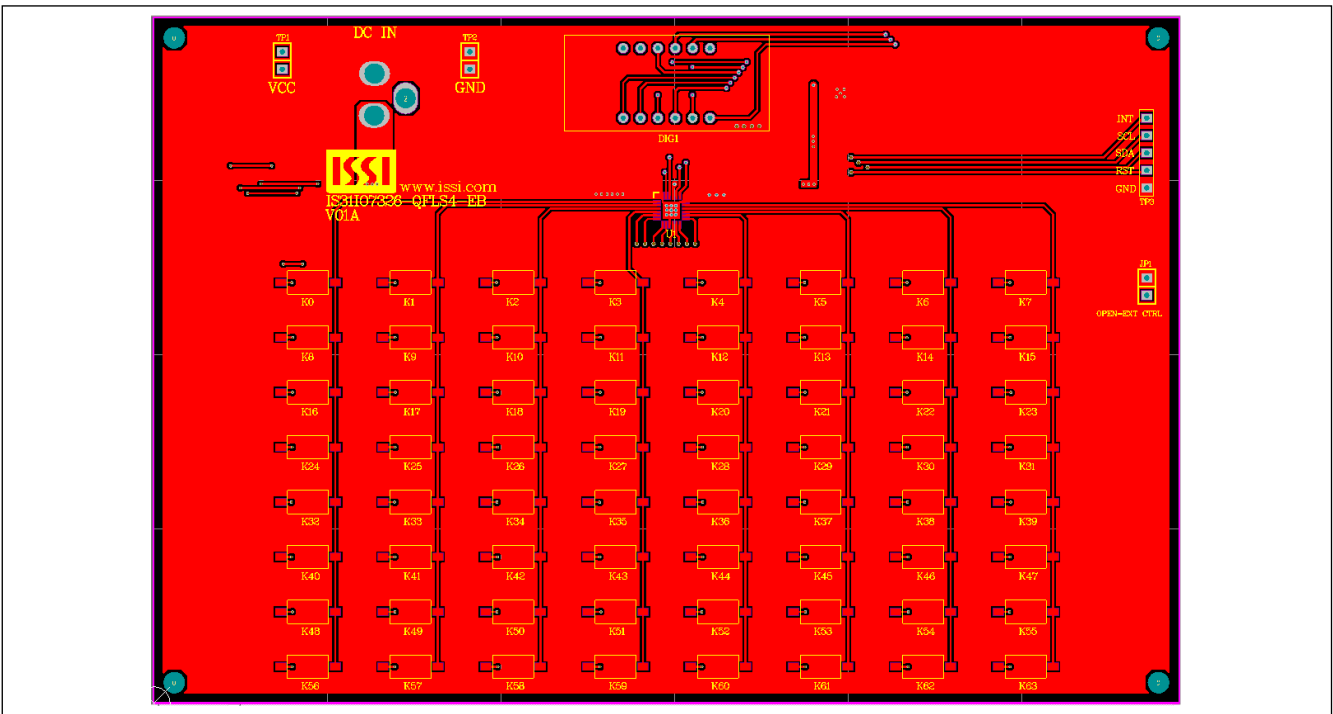 TP1
DC IN
TP2
VCC
GND
DIG1
INT
SCL
SDA
RST
GND
TP3
ISSI
www.issi.com
IS31IO7326-QFLS4-EB
V01A
U1
JP1
OPEN-EXT CTRL
K0 K1 K2 K3 K4 K5 K6 K7
K8 K9 K10 K11 K12 K13 K14 K15
K16 K17 K18 K19 K20 K21 K22 K23
K24 K25 K26 K27 K28 K29 K30 K31
K32 K33 K34 K35 K36 K37 K38 K39
K40 K41 K42 K43 K44 K45 K46 K47
K48 K49 K50 K51 K52 K53 K54 K55
K56 K57 K58 K59 K60 K61 K62 K63